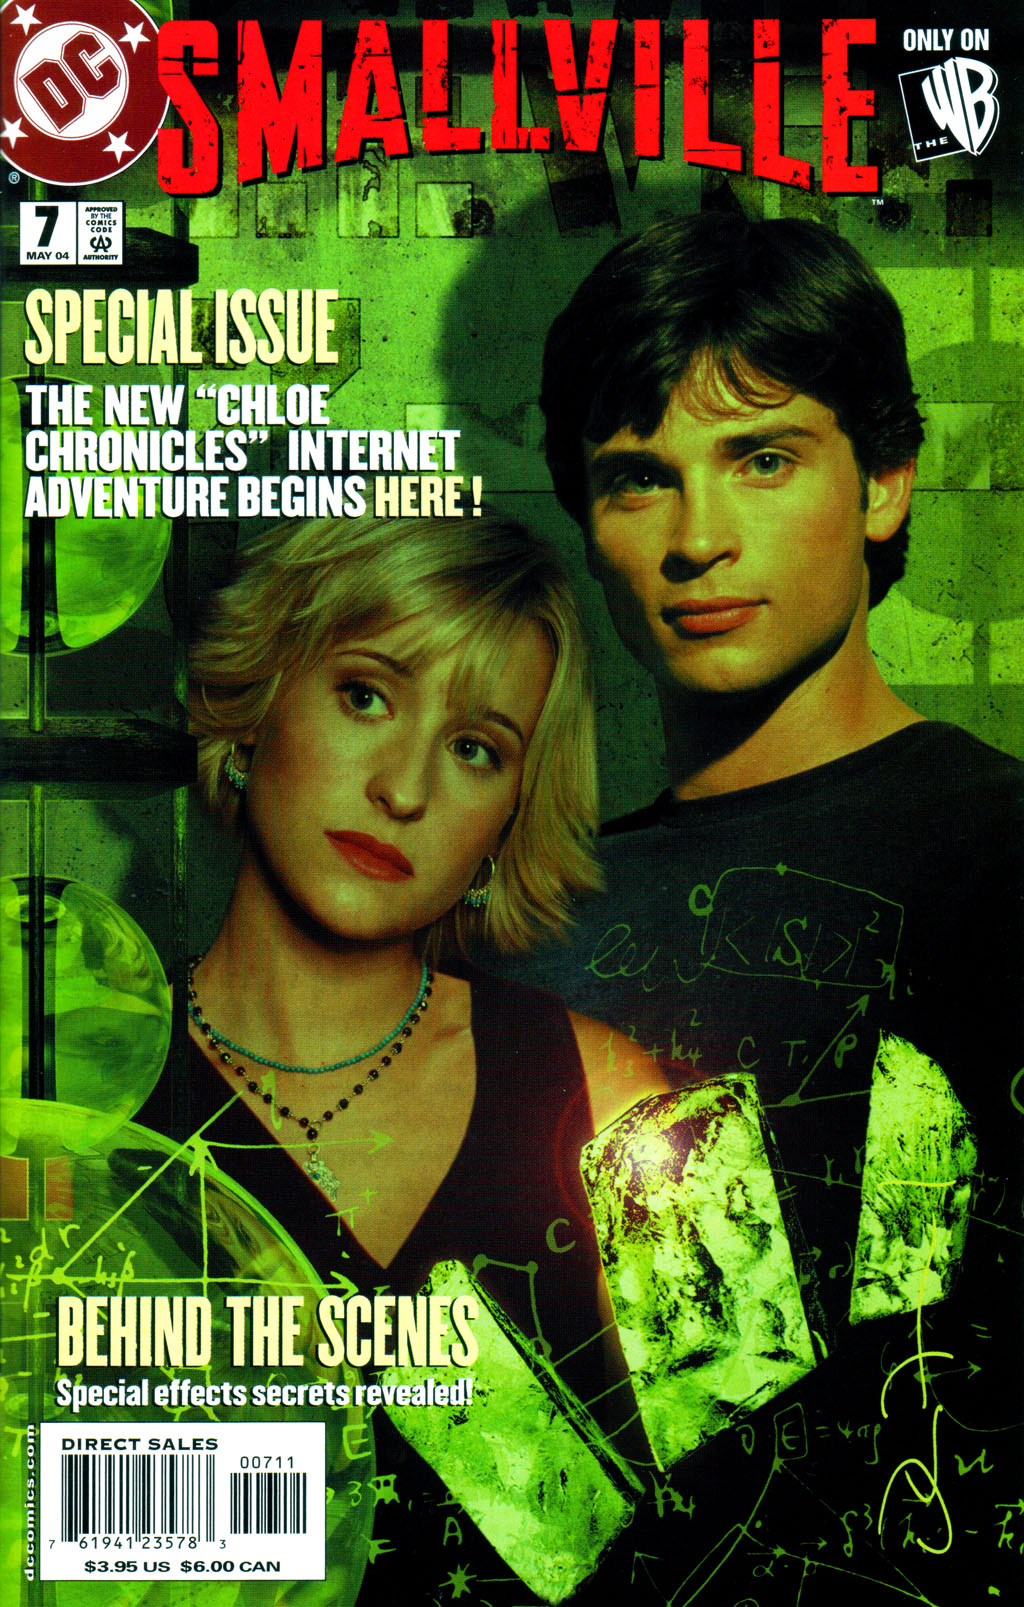 DC
®
SMALLVILLE
™
ONLY ON
THE WB
7
MAY 04
APPROVED
BY THE
COMICS
CODE
CA
AUTHORITY
SPECIAL ISSUE
THE NEW “CHLOE
CHRONICLES” INTERNET
ADVENTURE BEGINS HERE!
C
C T. P
C
BEHIND THE SCENES
Special effects secrets revealed!
dccomics.com
DIRECT SALES
00711
7 61941 23578 3
$3.95 US $6.00 CAN
E
A